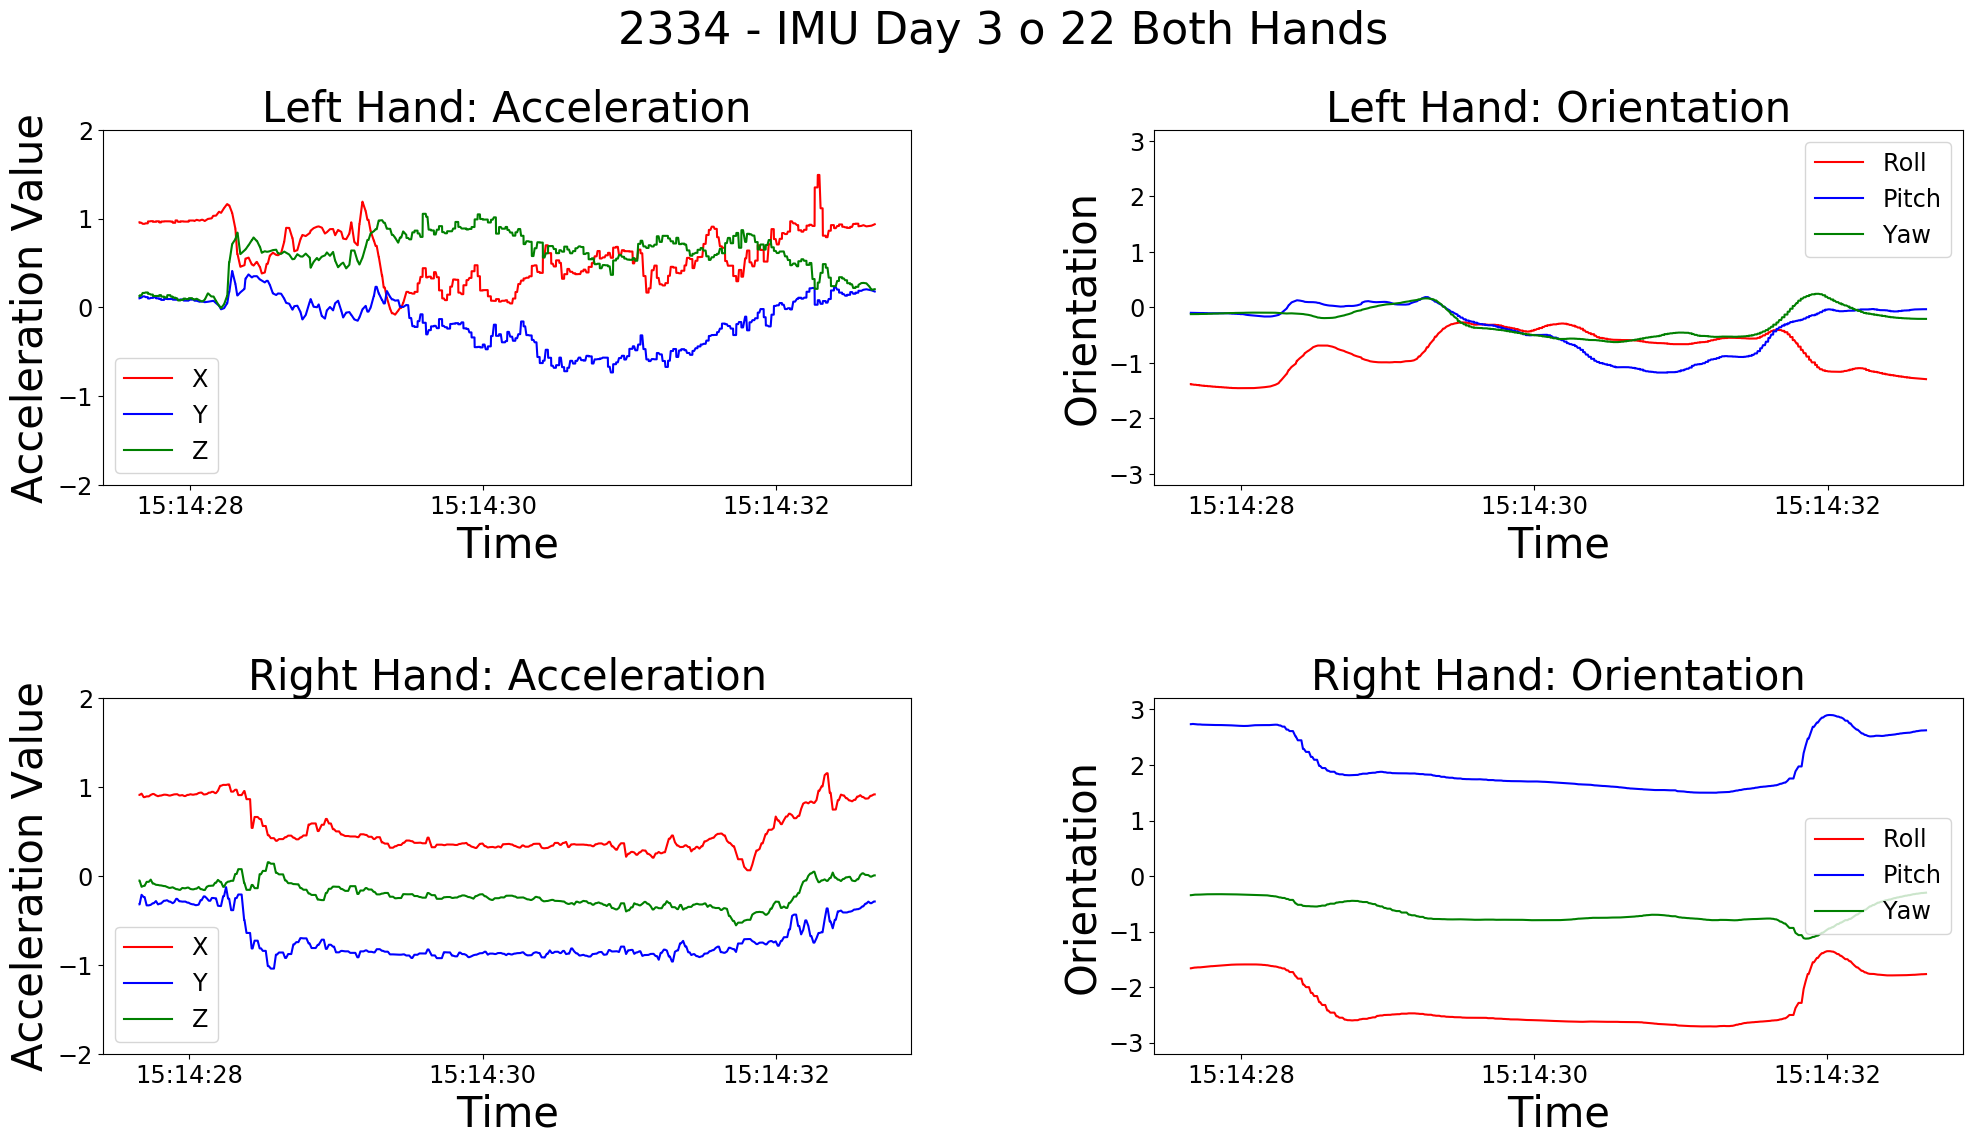 2334 - IMU Day 3 o 22 Both Hands
Left Hand: Acceleration
Acceleration Value
2
1
0
−1
−2
X
Y
Z
15:14:28 15:14:30 15:14:32
Time
Left Hand: Orientation
Orientation
3
2
1
0
−1
−2
−3
Roll
Pitch
Yaw
15:14:28 15:14:30 15:14:32
Time
Right Hand: Acceleration
Acceleration Value
2
1
0
−1
−2
X
Y
Z
15:14:28 15:14:30 15:14:32
Time
Right Hand: Orientation
Orientation
3
2
1
0
−1
−2
−3
Roll
Pitch
Yaw
15:14:28 15:14:30 15:14:32
Time